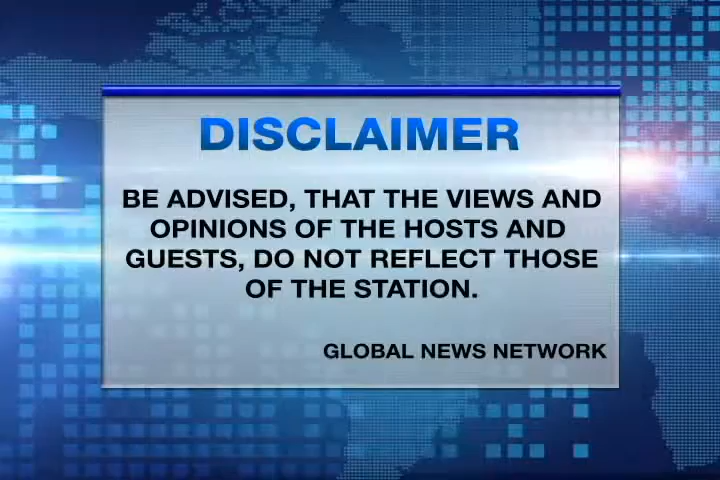 DISCLAIMER
BE ADVISED, THAT THE VIEWS AND
OPINIONS OF THE HOSTS AND
GUESTS, DO NOT REFLECT THOSE
OF THE STATION.
GLOBAL NEWS NETWORK